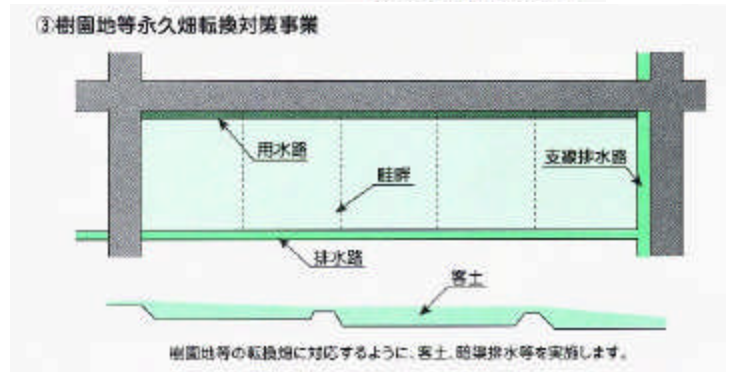 ③樹園地等永久畑転換対策事業
用水路
支線排水路
畦畔
排水路
客土
樹園地等の転換畑に対応するように、客土、暗渠排水等を実施します。